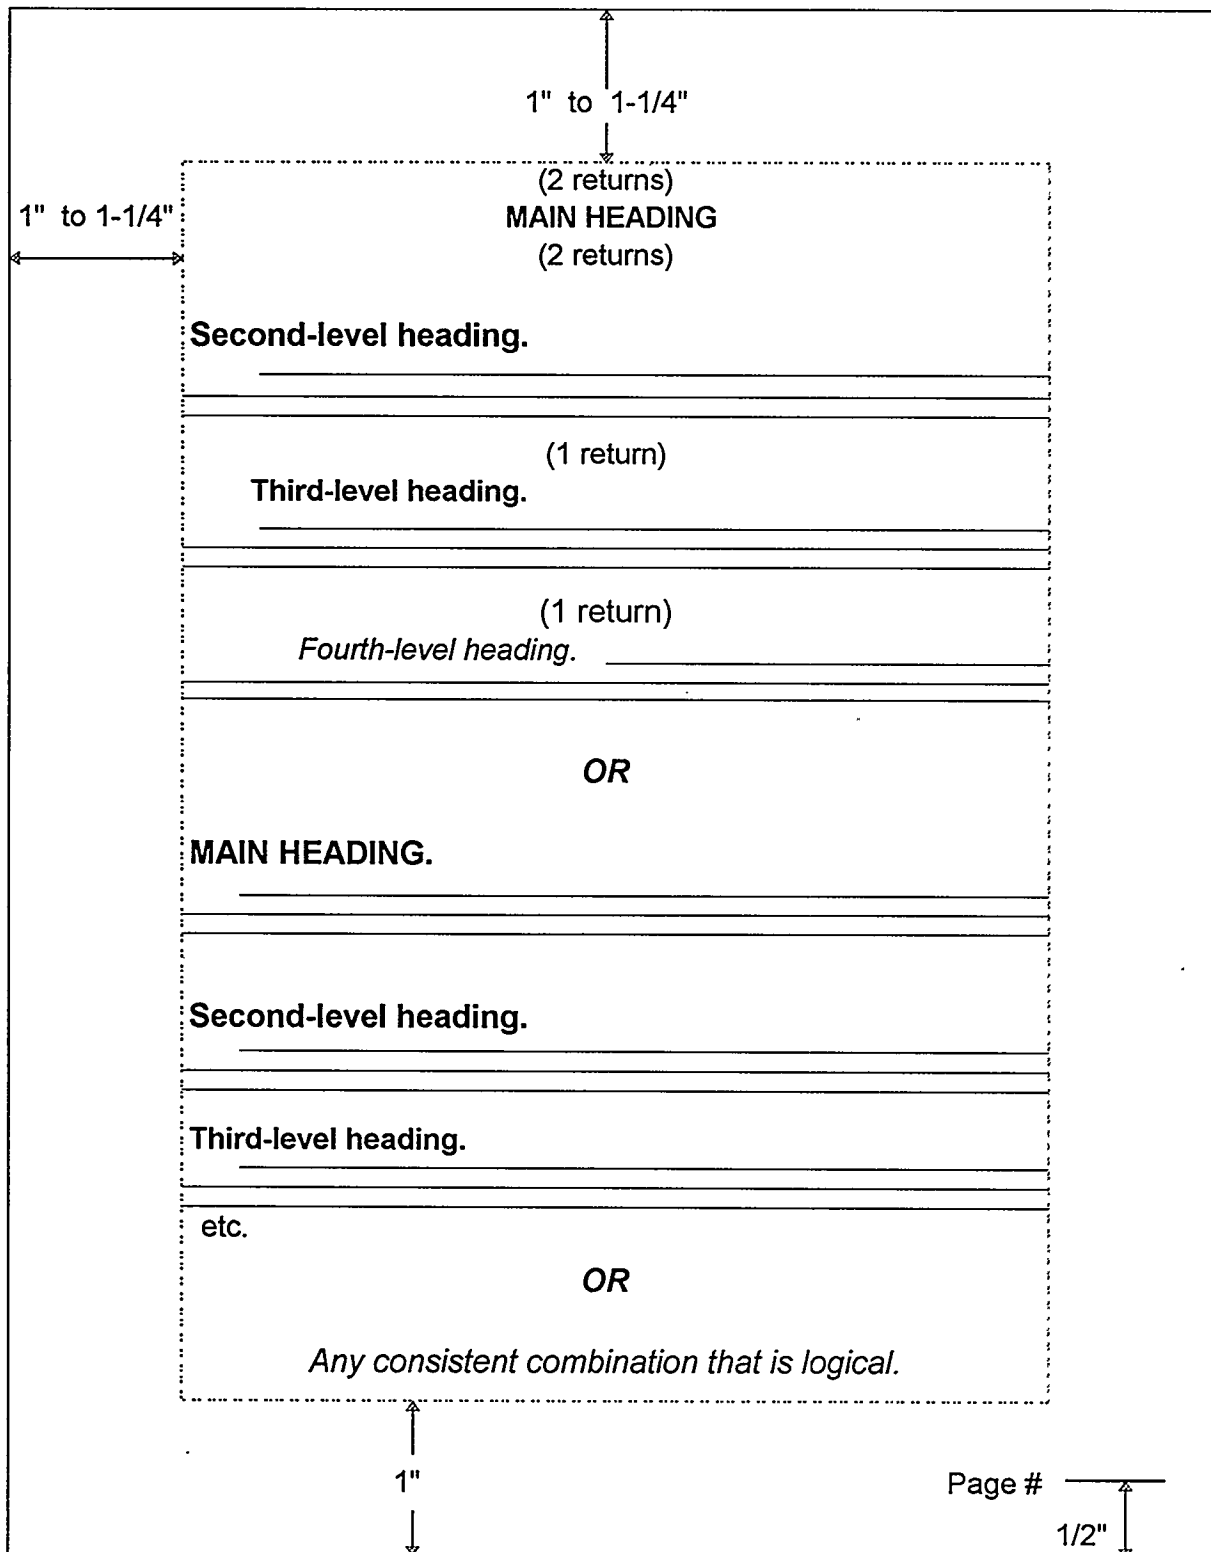 1" to 1-1/4"
(2 returns)
1" to 1-1/4"
MAIN HEADING
(2 returns)
Second-level heading.
(1 return)
Third-level heading.
(1 return)
Fourth-level heading.
OR
MAIN HEADING.
Second-level heading.
Third-level heading.
etc.
OR
Any consistent combination that is logical.
1"
Page #
1/2"